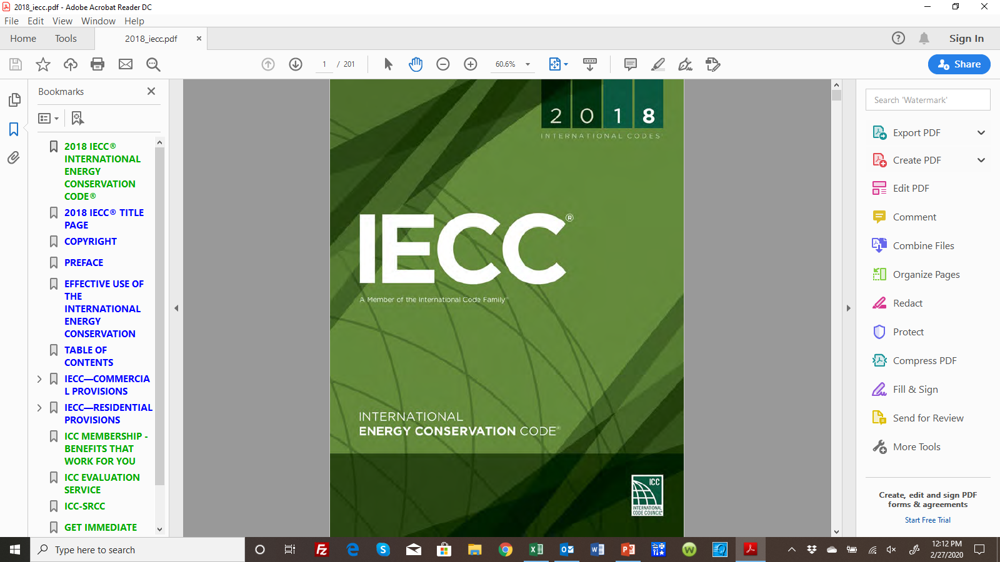 2018_iecc.pdf - Adobe Acrobat Reader DC
File Edit View Window Help
Home Tools 2018_iecc.pdf ×
Sign In
1 / 201
60.6%
Share
Bookmarks
2018 IECC®
INTERNATIONAL
ENERGY
CONSERVATION
CODE®
2018 IECC® TITLE
PAGE
COPYRIGHT
PREFACE
EFFECTIVE USE OF
THE
INTERNATIONAL
ENERGY
CONSERVATION
TABLE OF
CONTENTS
IECC—COMMERCIA
L PROVISIONS
IECC—RESIDENTIAL
PROVISIONS
ICC MEMBERSHIP -
BENEFITS THAT
WORK FOR YOU
ICC EVALUATION
SERVICE
ICC-SRCC
GET IMMEDIATE
2018
INTERNATIONAL CODES®
IECC®
A Member of the International Code Family™
INTERNATIONAL
ENERGY CONSERVATION CODE®
ICC
INTERNATIONAL
CODE COUNCIL®
Search 'Watermark'
Export PDF
Create PDF
Edit PDF
Comment
Combine Files
Organize Pages
Redact
Protect
Compress PDF
Fill & Sign
Send for Review
More Tools
Create, edit and sign PDF
forms & agreements
Start Free Trial
Type here to search
12:12 PM
2/27/2020